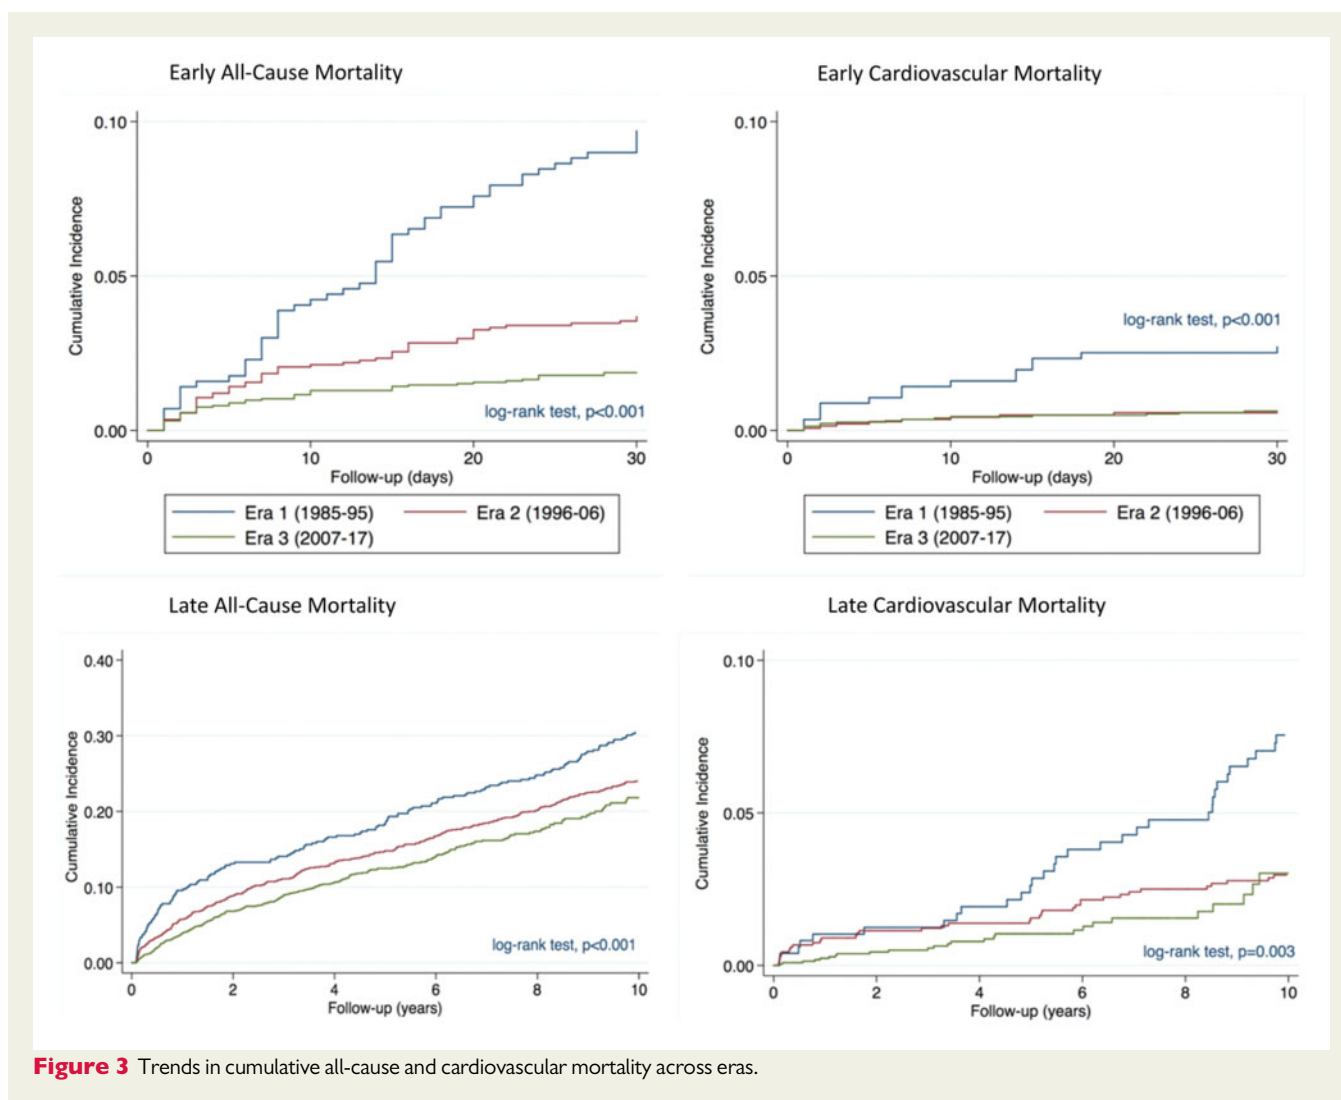 Early All-Cause Mortality
0.10
0.05
0.00
Cumulative Incidence
log-rank test, p<0.001
0 10 20 30
Follow-up (days)
Era 1 (1985-95) Era 2 (1996-06)
Era 3 (2007-17)
Early Cardiovascular Mortality
0.10
0.05
0.00
Cumulative Incidence
log-rank test, p<0.001
0 10 20 30
Follow-up (days)
Era 1 (1985-95) Era 2 (1996-06)
Era 3 (2007-17)
Late All-Cause Mortality
0.40
0.30
0.20
0.10
0.00
Cumulative Incidence
log-rank test, p<0.001
0 2 4 6 8 10
Follow-up (years)
Late Cardiovascular Mortality
0.10
0.05
0.00
Cumulative Incidence
log-rank test, p=0.003
0 2 4 6 8 10
Follow-up (years)
Figure 3 Trends in cumulative all-cause and cardiovascular mortality across eras.